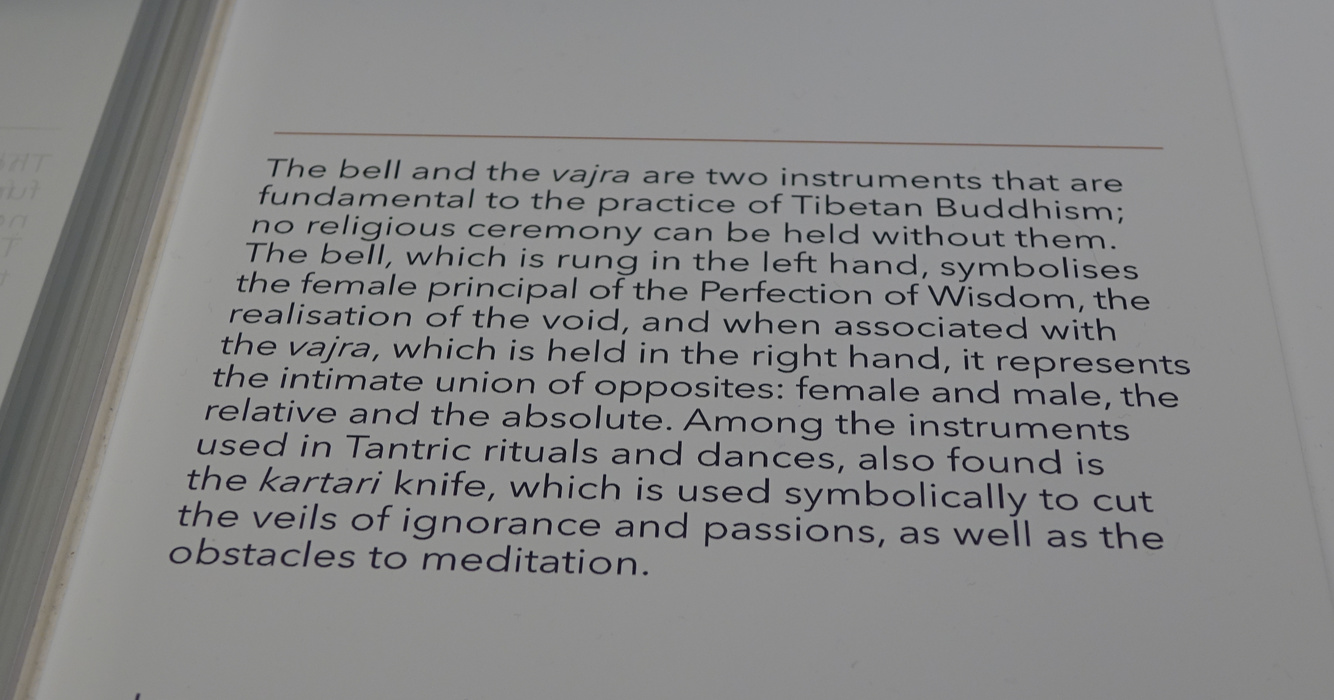 The bell and the vajra are two instruments that are
fundamental to the practice of Tibetan Buddhism;
no religious ceremony can be held without them.
The bell, which is rung in the left hand, symbolises
the female principal of the Perfection of Wisdom, the
realisation of the void, and when associated with
the vajra, which is held in the right hand, it represents
the intimate union of opposites: female and male, the
relative and the absolute. Among the instruments
used in Tantric rituals and dances, also found is
the kartari knife, which is used symbolically to cut
the veils of ignorance and passions, as well as the
obstacles to meditation.